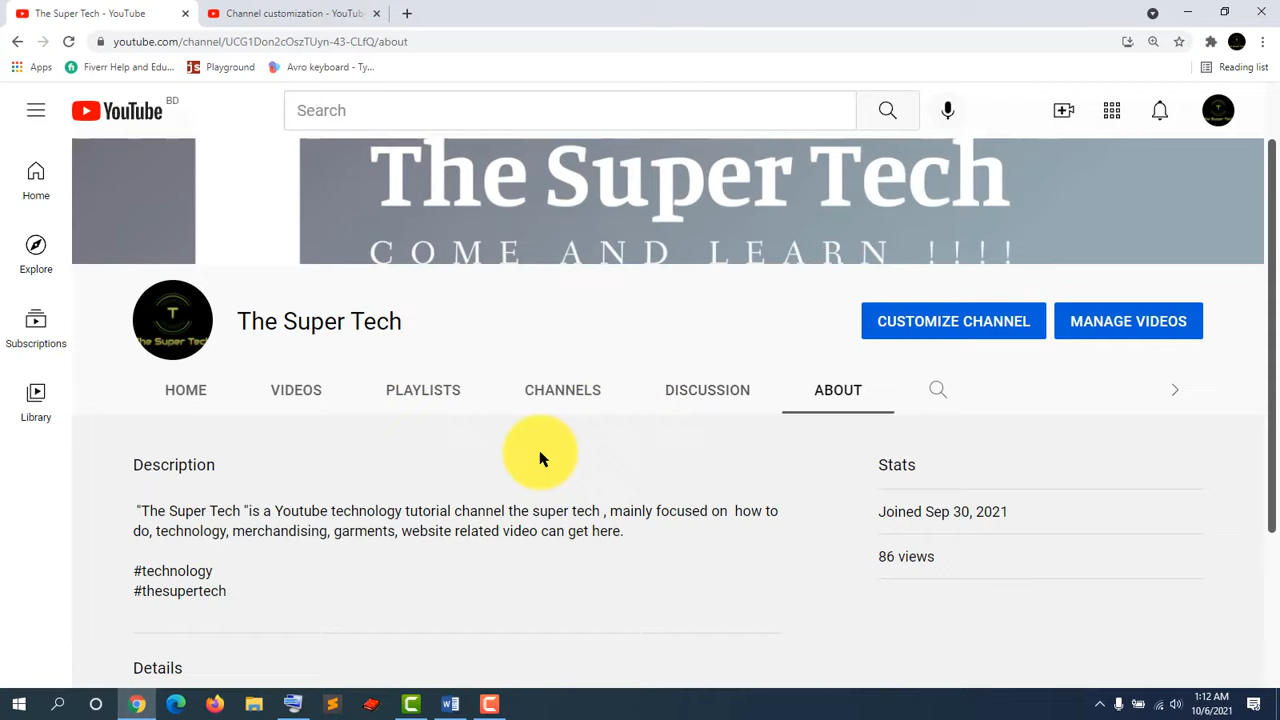 The Super Tech - YouTube
Channel customization - YouTube
youtube.com/channel/UCG1Don2cOszTUyn-43-CLfQ/about
Apps
Fiverr Help and Edu...
Playground
Avro keyboard - Ty...
Reading list
YouTube BD
Search
The Super Tech
COME AND LEARN !!!!
Home
Explore
Subscriptions
Library
T
The Super Tech
The Super Tech
CUSTOMIZE CHANNEL
MANAGE VIDEOS
HOME
VIDEOS
PLAYLISTS
CHANNELS
DISCUSSION
ABOUT
Description
"The Super Tech "is a Youtube technology tutorial channel the super tech , mainly focused on how to
do, technology, merchandising, garments, website related video can get here.
#technology
#thesupertech
Stats
Joined Sep 30, 2021
86 views
Details
1:12 AM
10/6/2021